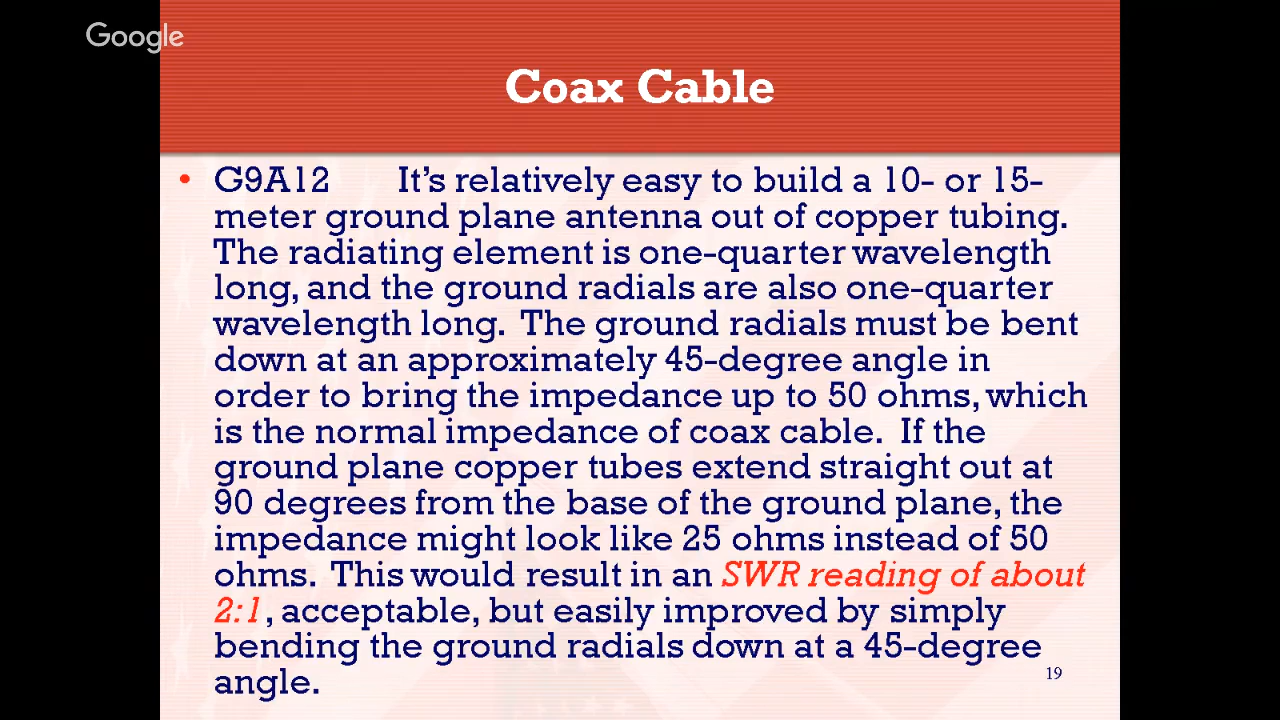 Google
Coax Cable
• G9A12 It’s relatively easy to build a 10- or 15-
meter ground plane antenna out of copper tubing.
The radiating element is one-quarter wavelength
long, and the ground radials are also one-quarter
wavelength long. The ground radials must be bent
down at an approximately 45-degree angle in
order to bring the impedance up to 50 ohms, which
is the normal impedance of coax cable. If the
ground plane copper tubes extend straight out at
90 degrees from the base of the ground plane, the
impedance might look like 25 ohms instead of 50
ohms. This would result in an SWR reading of about
2:1, acceptable, but easily improved by simply
bending the ground radials down at a 45-degree
angle.
19